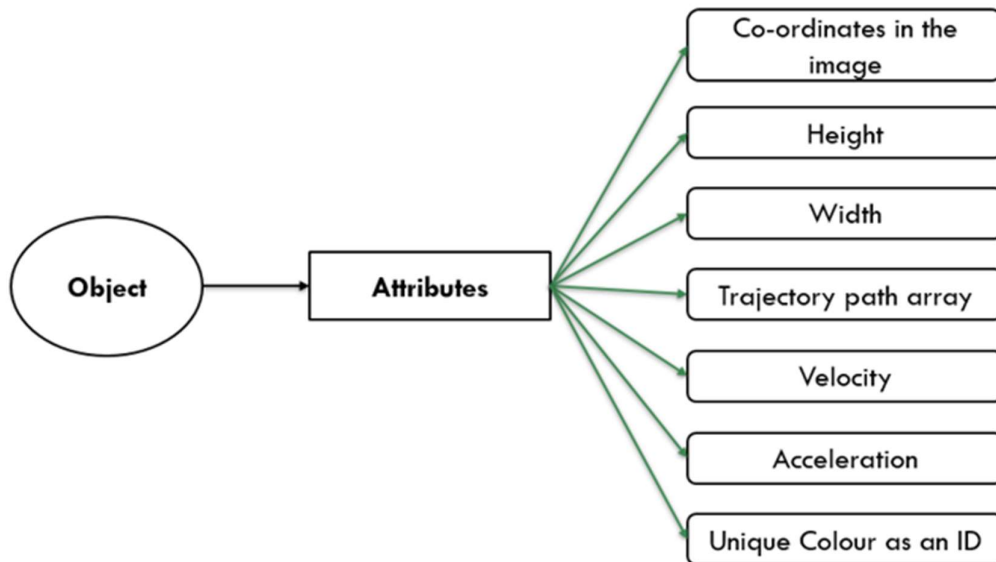 Co-ordinates in the
image
Height
Width
Object
Attributes
Trajectory path array
Velocity
Acceleration
Unique Colour as an ID